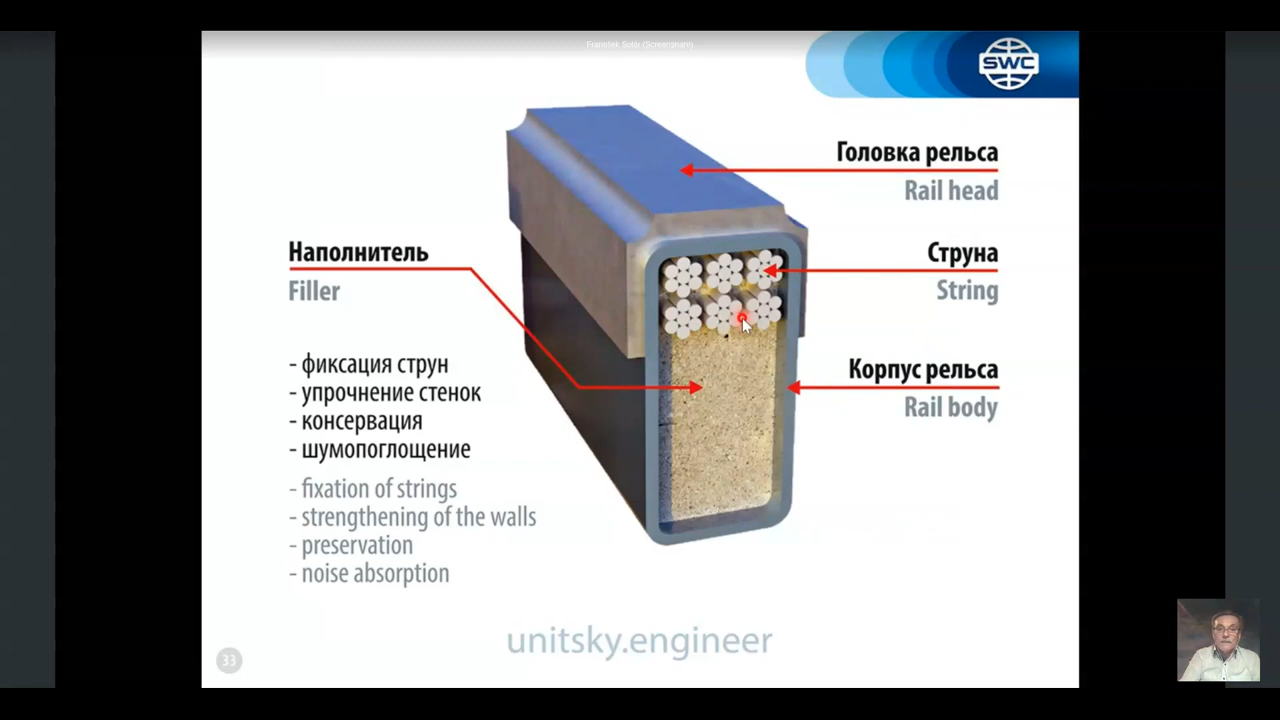 SWC
Головка рельса
Rail head
Наполнитель
Filler
Струна
String
Корпус рельса
Rail body
- фиксация струн
- упрочнение стенок
- консервация
- шумопоглощение
- fixation of strings
- strengthening of the walls
- preservation
- noise absorption
unitsky.engineer
33